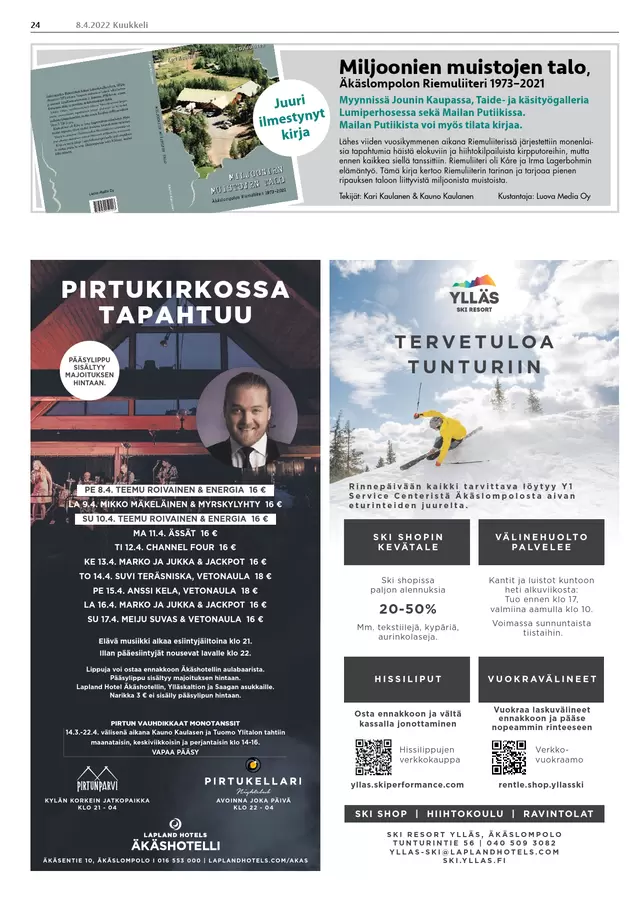 24
8.4.2022 Kuukkeli
MILJOONIEN
MUISTOJEN TALO
Äkäslompolon Riemuliiteri 1973–2021
Juuri
ilmestynyt
kirja
Miljoonien muistojen talo,
Äkäslompolon Riemuliiteri 1973–2021
Myynnissä Jounin Kaupassa, Taide- ja käsityögalleria
Lumiperhosessa sekä Mailan Putiikissa.
Mailan Putiikista voi myös tilata kirjaa.
Lähes viiden vuosikymmenen aikana Riemuliiterissä järjestettiin monenlai-
sia tapahtumia häistä elokuviin ja hiihtokilpailuista kirpputoreihin, mutta
ennen kaikkea siellä tanssittiin. Riemuliiteri oli Kåre ja Irma Lagerbohmin
elämäntyö. Tämä kirja kertoo Riemuliiterin tarinan ja tarjoaa pienen
ripauksen taloon liittyvistä miljoonista muistoista.
Tekijät: Kari Kaulanen & Kauno Kaulanen Kustantaja: Luova Media Oy
PIRTUKIRKOSSA
TAPAHTUU
PÄÄSYLIPPU
SISÄLTYY
MAJOITUKSEN
HINTAAN.
PE 8.4. TEEMU ROIVAINEN & ENERGIA 16 €
LA 9.4. MIKKO MÄKELÄINEN & MYRSKYLYHTY 16 €
SU 10.4. TEEMU ROIVAINEN & ENERGIA 16 €
MA 11.4. ÄSSÄT 16 €
TI 12.4. CHANNEL FOUR 16 €
KE 13.4. MARKO JA JUKKA & JACKPOT 16 €
TO 14.4. SUVI TERÄSNISKA, VETONAULA 18 €
PE 15.4. ANSSI KELA, VETONAULA 18 €
LA 16.4. MARKO JA JUKKA & JACKPOT 16 €
SU 17.4. MEIJU SUVAS & VETONAULA 16 €
Elävä musiikki alkaa esiintyjäiltoina klo 21.
Illan pääesiintyjät nousevat lavalle klo 22.
Lippuja voi ostaa ennakkoon Äkäshotellin aulabaarista.
Pääsylippu sisältyy majoituksen hintaan.
Lapland Hotel Äkäshotellin, Ylläskaltion ja Saagan asukkaille.
Narikka 3 € ei sisälly pääsylipun hintaan.
PIRTUN VAUHDIKKAAT MONOTANSSIT
14.3.-22.4. välisenä aikana Kauno Kaulasen ja Tuomo Ylitalon tahtiin
maanataisin, keskiviikkoisin ja perjantaisin klo 14-16.
VAPAA PÄÄSY
PIRTUNPARVI
KYLÄN KORKEIN JATKOPAIKKA
KLO 21 - 04
PIRTUKELLARI
Nightclub
AVOINNA JOKA PÄIVÄ
KLO 22 - 04
LAPLAND HOTELS
ÄKÄSHOTELLI
ÄKÄSENTIE 10, ÄKÄSLOMPOLO I 016 553 000 | LAPLANDHOTELS.COM/AKAS
YLLÄS
SKI RESORT
TERVETULOA
TUNTURIIN
Rinnepäivään kaikki tarvittava löytyy Y1
Service Centeristä Äkäslompolosta aivan
eturinteiden juurelta.
SKI SHOPIN
KEVÄTALE
Ski shopissa
paljon alennuksia
20-50%
Mm. tekstiilejä, kypäriä,
aurinkolaseja.
VÄLINEHUOLTO
PALVELEE
Kantit ja luistot kuntoon
heti alkuviikosta:
Tuo ennen klo 17,
valmiina aamulla klo 10.
Voimassa sunnuntaista
tiistaihin.
HISSILIPUT
Osta ennakkoon ja vältä
kassalla jonottaminen
Hissilippujen
verkkokauppa
yllas.skiperformance.com
VUOKRAVÄLINEET
Vuokraa laskuvälineet
ennakkoon ja pääse
nopeammin rinteeseen
Verkko-
vuokraamo
rentle.shop.yllasski
SKI SHOP | HIIHTOKOULU | RAVINTOLAT
SKI RESORT YLLÄS, ÄKÄSLOMPOLO
TUNTURINTIE 56 | 040 509 3082
YLLAS-SKI@LAPLANDHOTELS.COM
SKI.YLLAS.FI